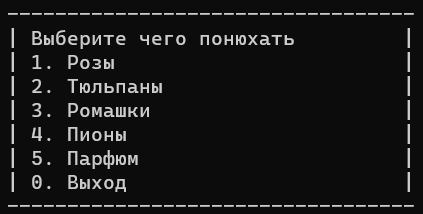 Выберите чего понюхать
1. Розы
2. Тюльпаны
3. Ромашки
4. Пионы
5. Парфюм
0. Выход